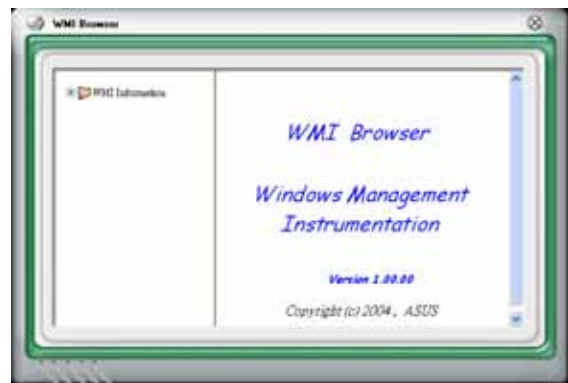 WMI Browser
WMI Information
WMI Browser
Windows Management
Instrumentation
Version 1.00.00
Copyright (c) 2004, ASUS